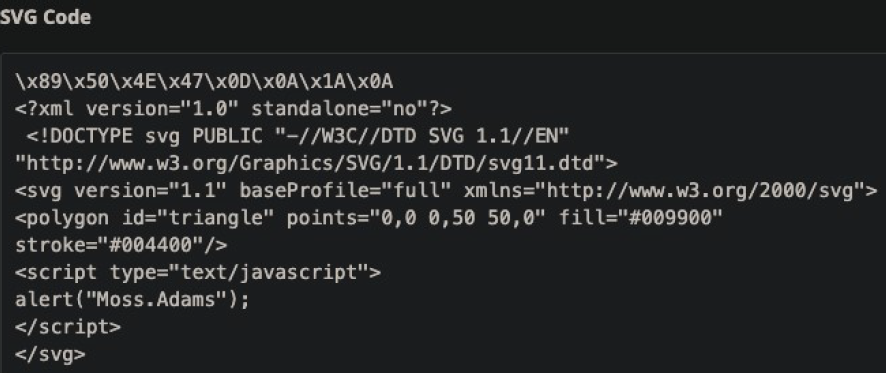 SVG Code
\x89\x50\x4E\x47\x0D\x0A\x1A\x0A
<?xml version="1.0" standalone="no"?>
<!DOCTYPE svg PUBLIC "-//W3C//DTD SVG 1.1//EN"
"http://www.w3.org/Graphics/SVG/1.1/DTD/svg11.dtd">
<svg version="1.1" baseProfile="full" xmlns="http://www.w3.org/2000/svg">
<polygon id="triangle" points="0,0 0,50 50,0" fill="#009900"
stroke="#004400"/>
<script type="text/javascript">
alert("Moss.Adams");
</script>
</svg>